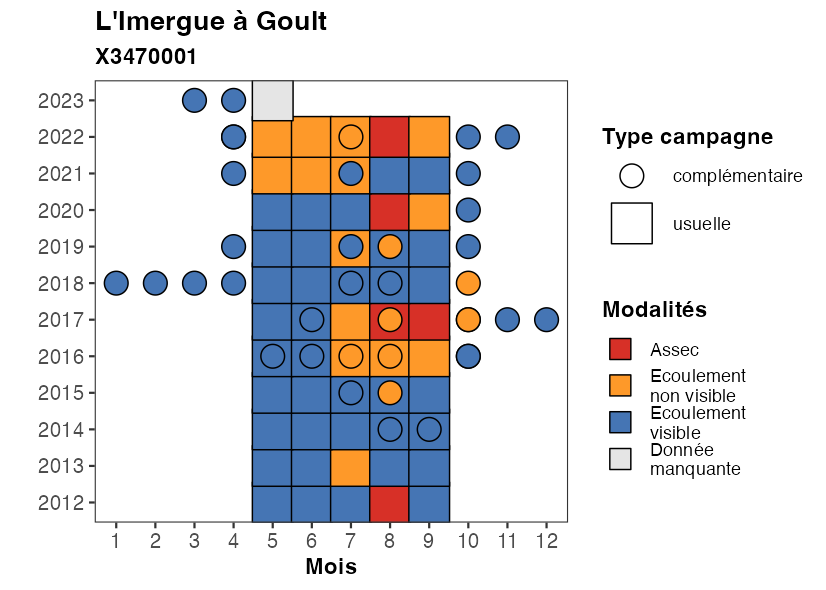 L'Imergue à Goult
X3470001
2023
2022
2021
2020
2019
2018
2017
2016
2015
2014
2013
2012
1 2 3 4 5 6 7 8 9 10 11 12
Mois
Type campagne
complémentaire
usuelle
Modalités
Assec
Ecoulement
non visible
Ecoulement
visible
Donnée
manquante